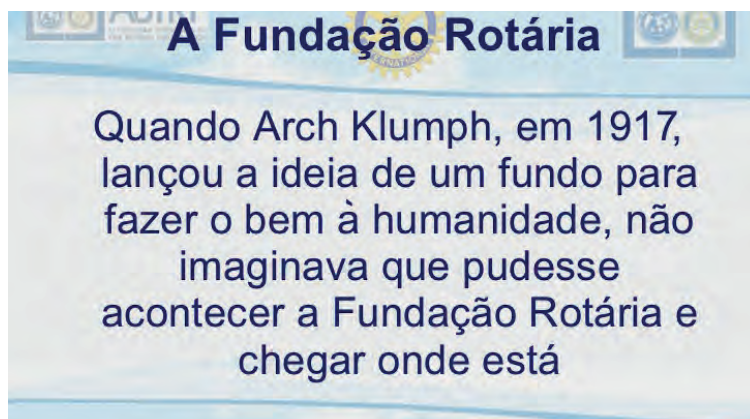 A Fundação Rotária
Quando Arch Klumph, em 1917,
lançou a ideia de um fundo para
fazer o bem à humanidade, não
imaginava que pudesse
acontecer a Fundação Rotária e
chegar onde está